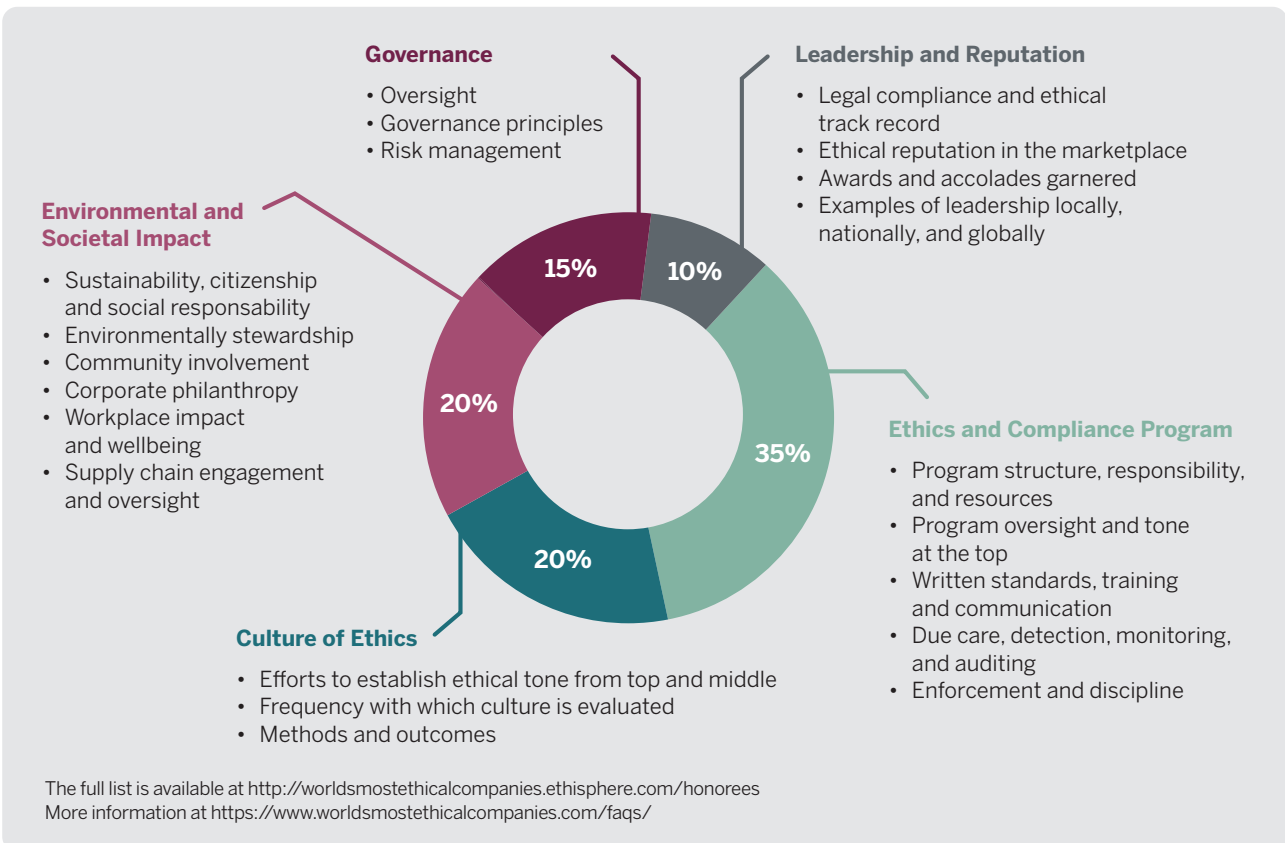 Governance
• Oversight
• Governance principles
• Risk management
Leadership and Reputation
• Legal compliance and ethical
track record
• Ethical reputation in the marketplace
• Awards and accolades garnered
• Examples of leadership locally,
nationally, and globally
Environmental and
Societal Impact
• Sustainability, citizenship
and social responsability
• Environmentally stewardship
• Community involvement
• Corporate philanthropy
• Workplace impact
and wellbeing
• Supply chain engagement
and oversight
15%
10%
20%
35%
20%
Ethics and Compliance Program
• Program structure, responsibility,
and resources
• Program oversight and tone
at the top
• Written standards, training
and communication
• Due care, detection, monitoring,
and auditing
• Enforcement and discipline
Culture of Ethics
• Efforts to establish ethical tone from top and middle
• Frequency with which culture is evaluated
• Methods and outcomes
The full list is available at http://worldsmostethicalcompanies.ethisphere.com/honorees
More information at https://www.worldsmostethicalcompanies.com/faqs/